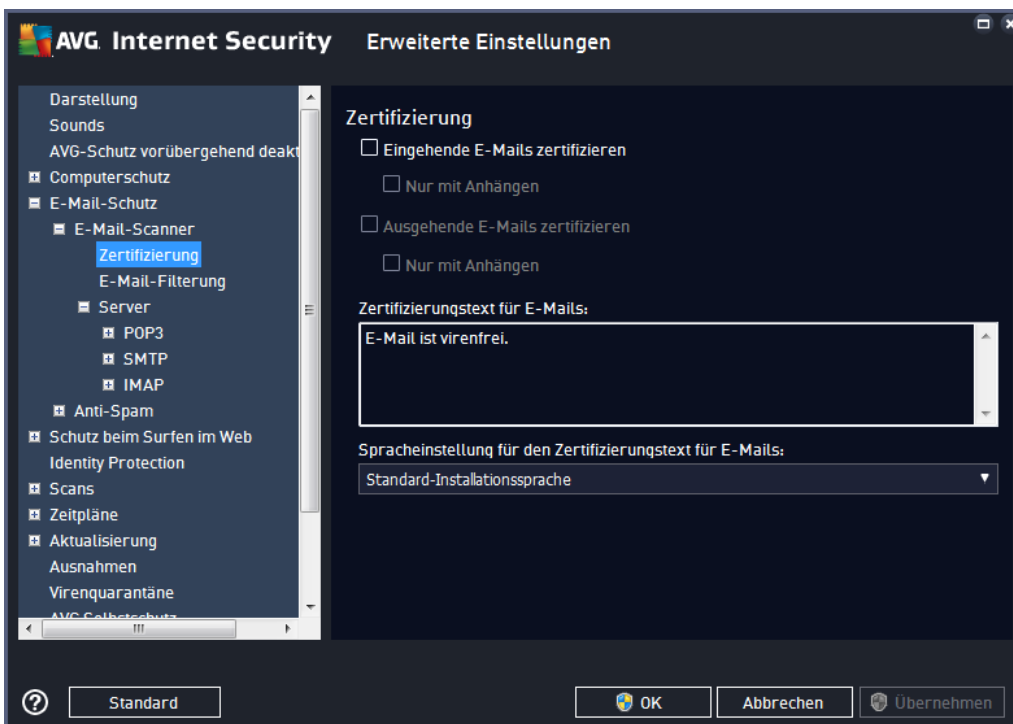 AVG. Internet Security Erweiterte Einstellungen
Darstellung
Sounds
AVG-Schutz vorübergehend deakt
Computerschutz
E-Mail-Schutz
E-Mail-Scanner
Zertifizierung
E-Mail-Filterung
Server
POP3
SMTP
IMAP
Anti-Spam
Schutz beim Surfen im Web
Identity Protection
Scans
Zeitpläne
Aktualisierung
Ausnahmen
Virenquarantäne
AVG Selbstschutz
Zertifizierung
Eingehende E-Mails zertifizieren
Nur mit Anhängen
Ausgehende E-Mails zertifizieren
Nur mit Anhängen
Zertifizierungstext für E-Mails:
E-Mail ist virenfrei.
Spracheinstellung für den Zertifizierungstext für E-Mails:
Standard-Installationssprache
? Standard OK Abbrechen Übernehmen